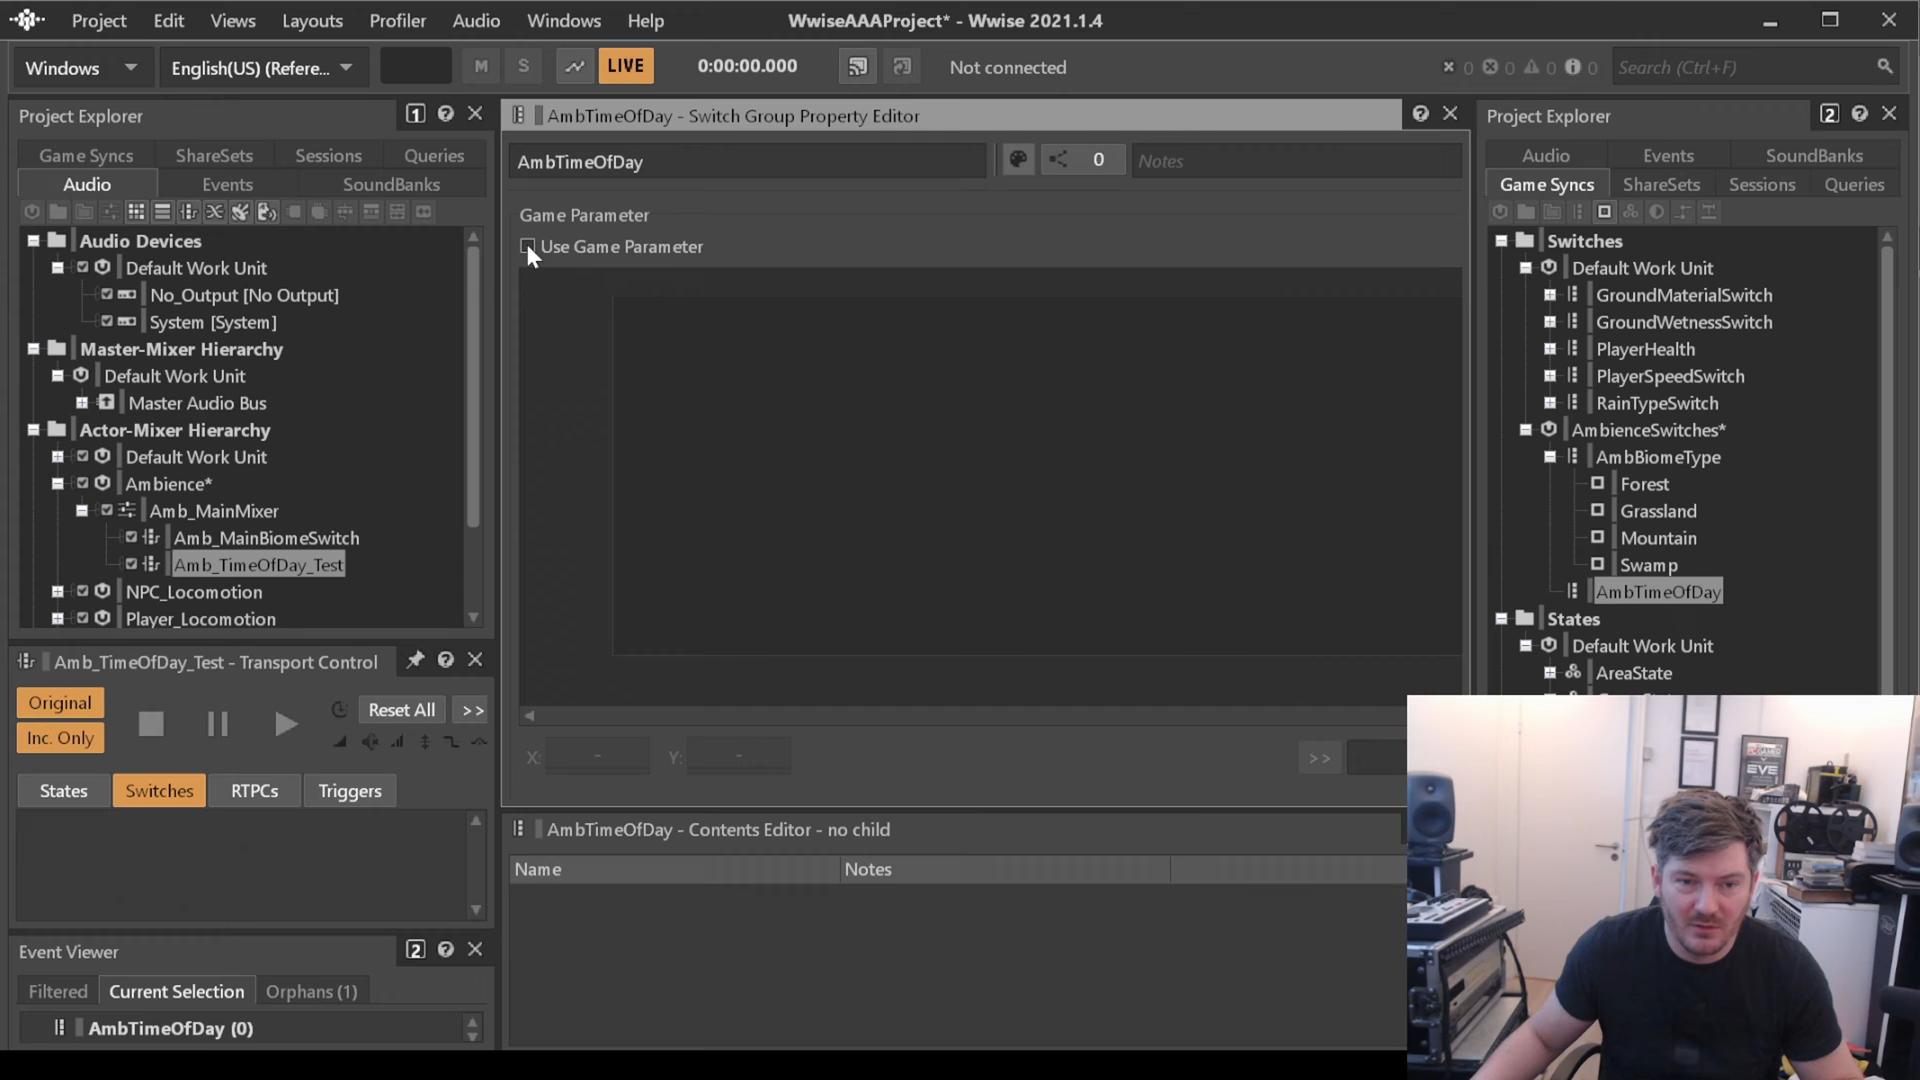 Project Edit Views Layouts Profiler Audio Windows Help WwiseAAAProject* - Wwise 2021.1.4
Windows English(US) (Refere... M S LIVE 0:00:00.000 Not connected 0 0 0 0 Search (Ctrl+F)
Project Explorer 1
Game Syncs ShareSets Sessions Queries
Audio Events SoundBanks
Audio Devices
Default Work Unit
No_Output [No Output]
System [System]
Master-Mixer Hierarchy
Default Work Unit
Master Audio Bus
Actor-Mixer Hierarchy
Default Work Unit
Ambience*
Amb_MainMixer
Amb_MainBiomeSwitch
Amb_TimeOfDay_Test
NPC_Locomotion
Player_Locomotion
Amb_TimeOfDay_Test - Transport Control
Original
Inc. Only
Reset All >>
States Switches RTPCs Triggers
Event Viewer 2
Filtered Current Selection Orphans (1)
AmbTimeOfDay (0)
AmbTimeOfDay - Switch Group Property Editor
AmbTimeOfDay 0 Notes
Game Parameter
Use Game Parameter
X: - Y: - >>
AmbTimeOfDay - Contents Editor - no child
Name Notes
Project Explorer 2
Audio Events SoundBanks
Game Syncs ShareSets Sessions Queries
Switches
Default Work Unit
GroundMaterialSwitch
GroundWetnessSwitch
PlayerHealth
PlayerSpeedSwitch
RainTypeSwitch
AmbienceSwitches*
AmbBiomeType
Forest
Grassland
Mountain
Swamp
AmbTimeOfDay
States
Default Work Unit
AreaState
EVE